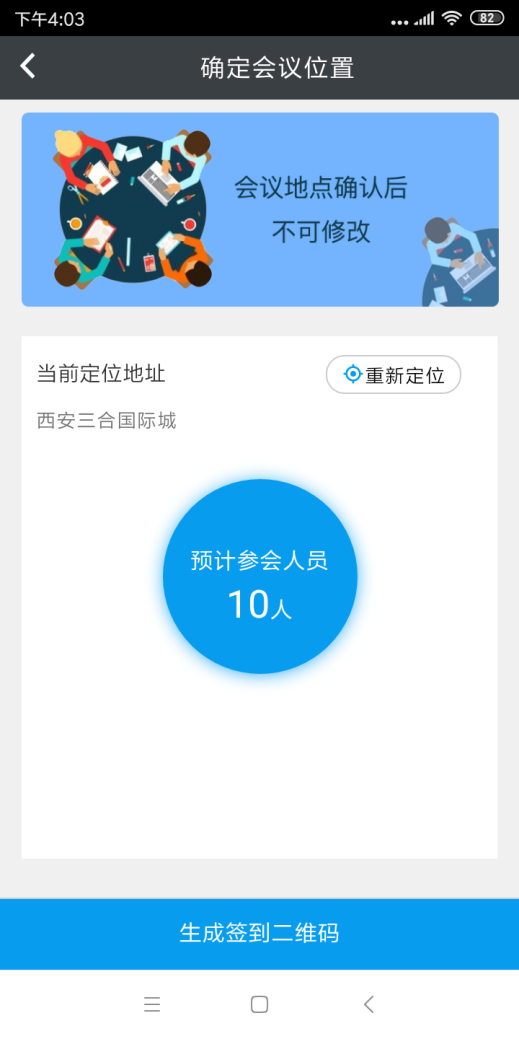 下午4:03
82
确定会议位置
会议地点确认后
不可修改
当前定位地址
重新定位
西安三合国际城
预计参会人员
10人
生成签到二维码